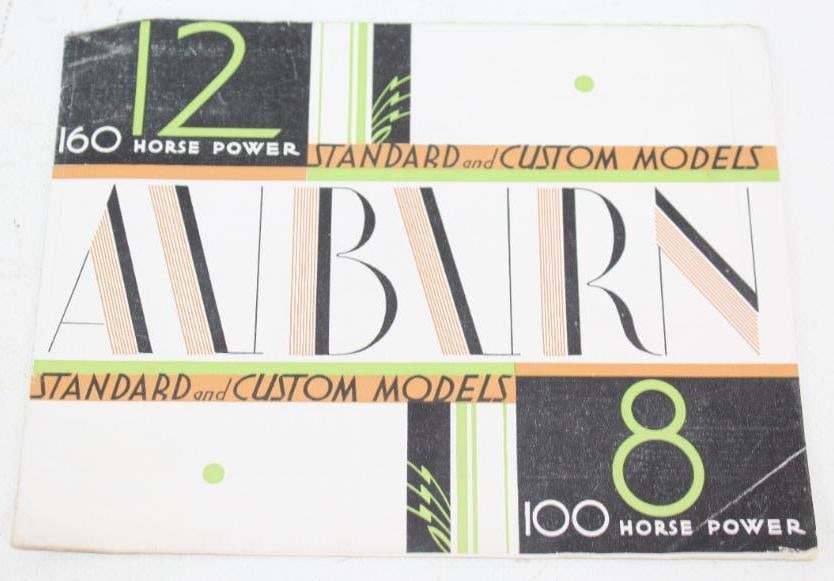 12
160 HORSE POWER
STANDARD and CUSTOM MODELS
AUBURN
STANDARD and CUSTOM MODELS
8
100 HORSE POWER